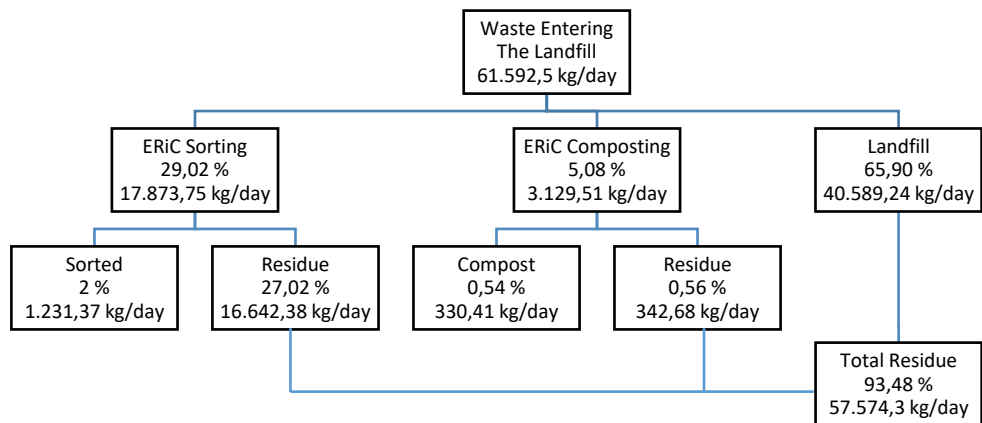 Waste Entering
The Landfill
61.592,5 kg/day
ERiC Sorting
29,02 %
17.873,75 kg/day
ERiC Composting
5,08 %
3.129,51 kg/day
Landfill
65,90 %
40.589,24 kg/day
Sorted
2 %
1.231,37 kg/day
Residue
27,02 %
16.642,38 kg/day
Compost
0,54 %
330,41 kg/day
Residue
0,56 %
342,68 kg/day
Total Residue
93,48 %
57.574,3 kg/day